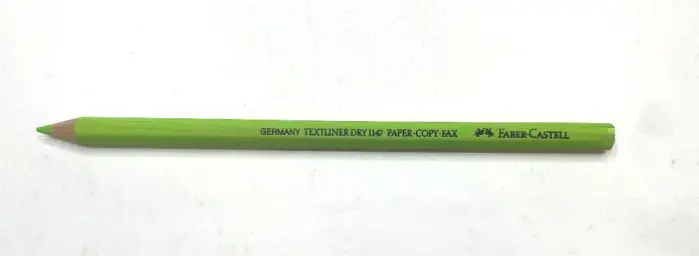 GERMANY TEXTLINER DRY 1147 PAPER-COPY-FAX FABER-CASTELL